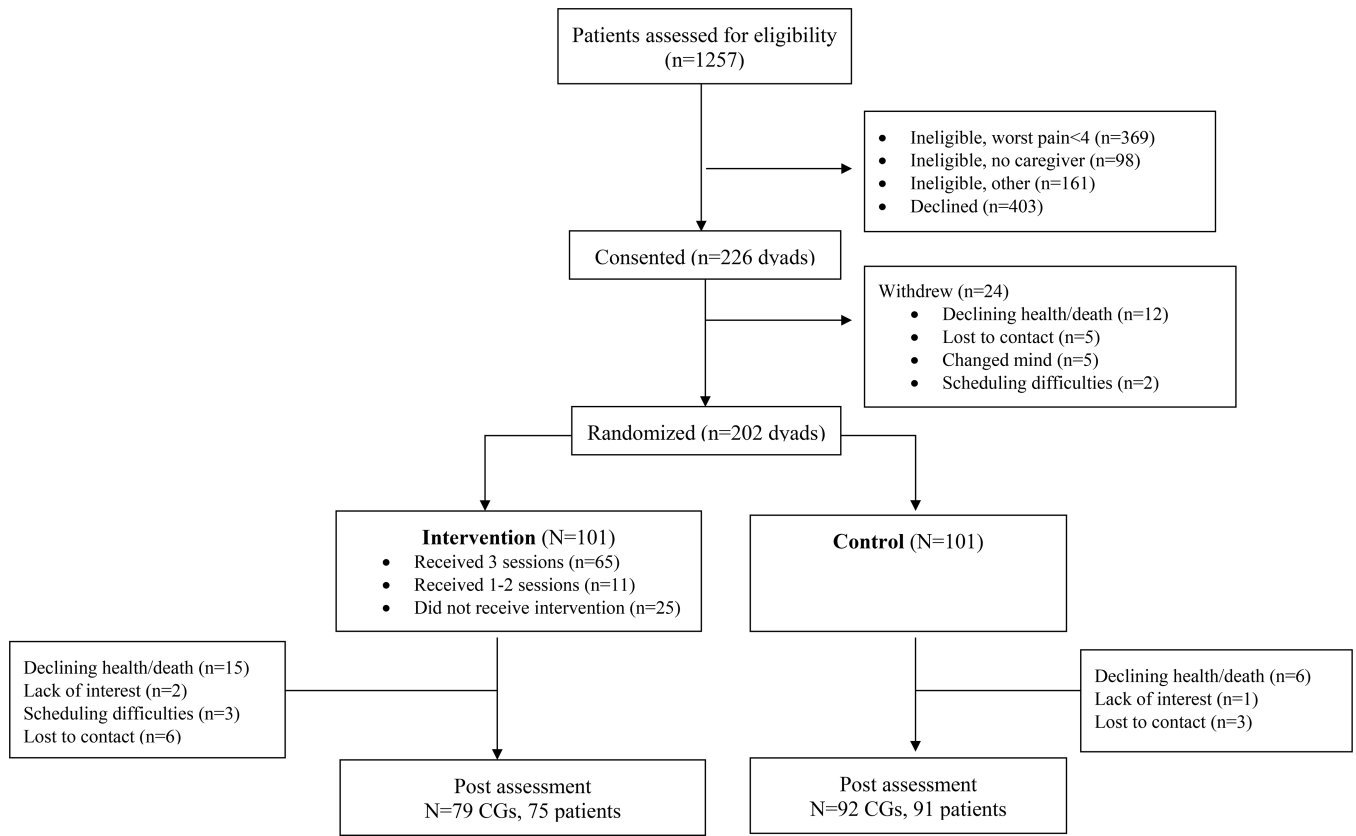 Patients assessed for eligibility
(n=1257)
• Ineligible, worst pain<4 (n=369)
• Ineligible, no caregiver (n=98)
• Ineligible, other (n=161)
• Declined (n=403)
Consented (n=226 dyads)
Withdrew (n=24)
• Declining health/death (n=12)
• Lost to contact (n=5)
• Changed mind (n=5)
• Scheduling difficulties (n=2)
Randomized (n=202 dyads)
Intervention (N=101)
• Received 3 sessions (n=65)
• Received 1-2 sessions (n=11)
• Did not receive intervention (n=25)
Control (N=101)
Declining health/death (n=15)
Lack of interest (n=2)
Scheduling difficulties (n=3)
Lost to contact (n=6)
Declining health/death (n=6)
Lack of interest (n=1)
Lost to contact (n=3)
Post assessment
N=79 CGs, 75 patients
Post assessment
N=92 CGs, 91 patients